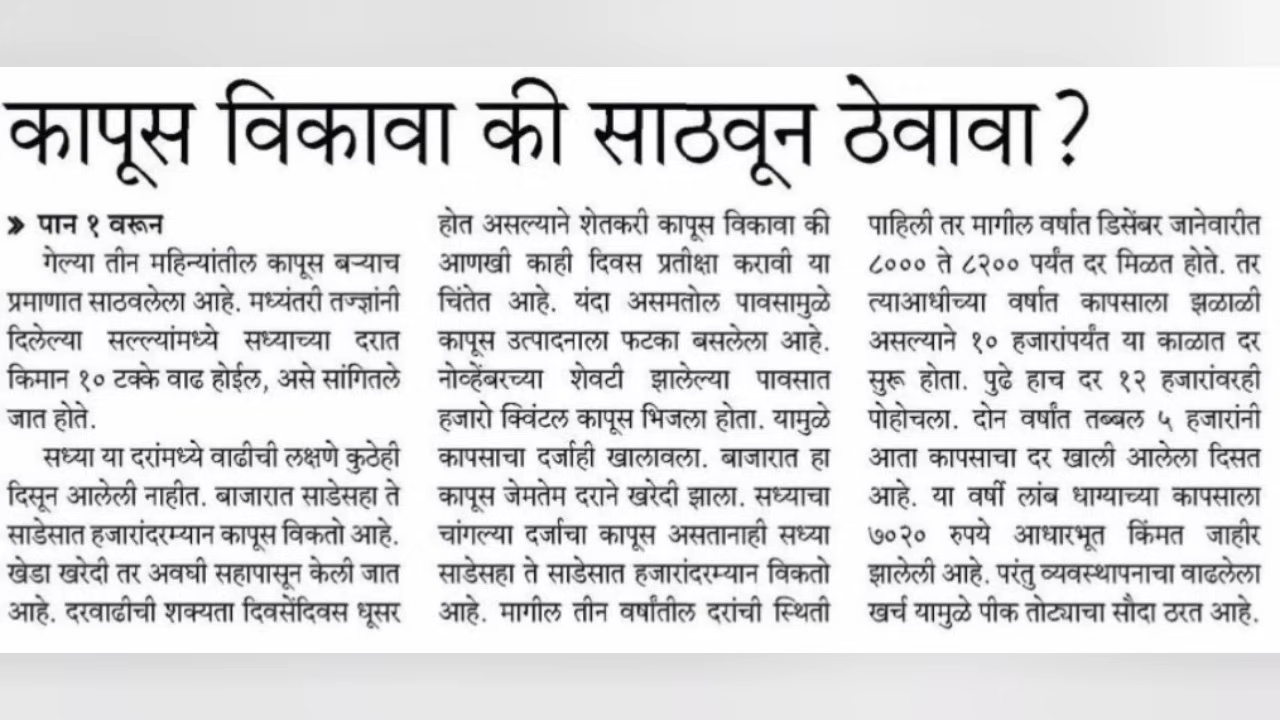 कापूस विकावा की साठवून ठेवावा?
» पान १ वरून
गेल्या तीन महिन्यांतील कापूस बऱ्याच
प्रमाणात साठवलेला आहे. मध्यंतरी तज्ज्ञांनी
दिलेल्या सल्ल्यांमध्ये सध्याच्या दरात
किमान १० टक्के वाढ होईल, असे सांगितले
जात होते.
सध्या या दरांमध्ये वाढीची लक्षणे कुठेही
दिसून आलेली नाहीत. बाजारात साडेसहा ते
साडेसात हजारांदरम्यान कापूस विकतो आहे.
खेडा खरेदी तर अवघी सहापासून केली जात
आहे. दरवाढीची शक्यता दिवसेंदिवस धूसर
होत असल्याने शेतकरी कापूस विकावा की
आणखी काही दिवस प्रतीक्षा करावी या
चिंतेत आहे. यंदा असमतोल पावसामुळे
कापूस उत्पादनाला फटका बसलेला आहे.
नोव्हेंबरच्या शेवटी झालेल्या पावसात
हजारो क्विंटल कापूस भिजला होता. यामुळे
कापसाचा दर्जाही खालावला. बाजारात हा
कापूस जेमतेम दराने खरेदी झाला. सध्याचा
चांगल्या दर्जाचा कापूस असतानाही सध्या
साडेसहा ते साडेसात हजारांदरम्यान विकतो
आहे. मागील तीन वर्षांतील दरांची स्थिती
पाहिली तर मागील वर्षात डिसेंबर जानेवारीत
८००० ते ८२०० पर्यंत दर मिळत होते. तर
त्याआधीच्या वर्षात कापसाला झळाळी
असल्याने १० हजारांपर्यंत या काळात दर
सुरू होता. पुढे हाच दर १२ हजारांवरही
पोहोचला. दोन वर्षांत तब्बल ५ हजारांनी
आता कापसाचा दर खाली आलेला दिसत
आहे. या वर्षी लांब धाग्याच्या कापसाला
७०२० रुपये आधारभूत किंमत जाहीर
झालेली आहे. परंतु व्यवस्थापनाचा वाढलेला
खर्च यामुळे पीक तोट्याचा सौदा ठरत आहे.